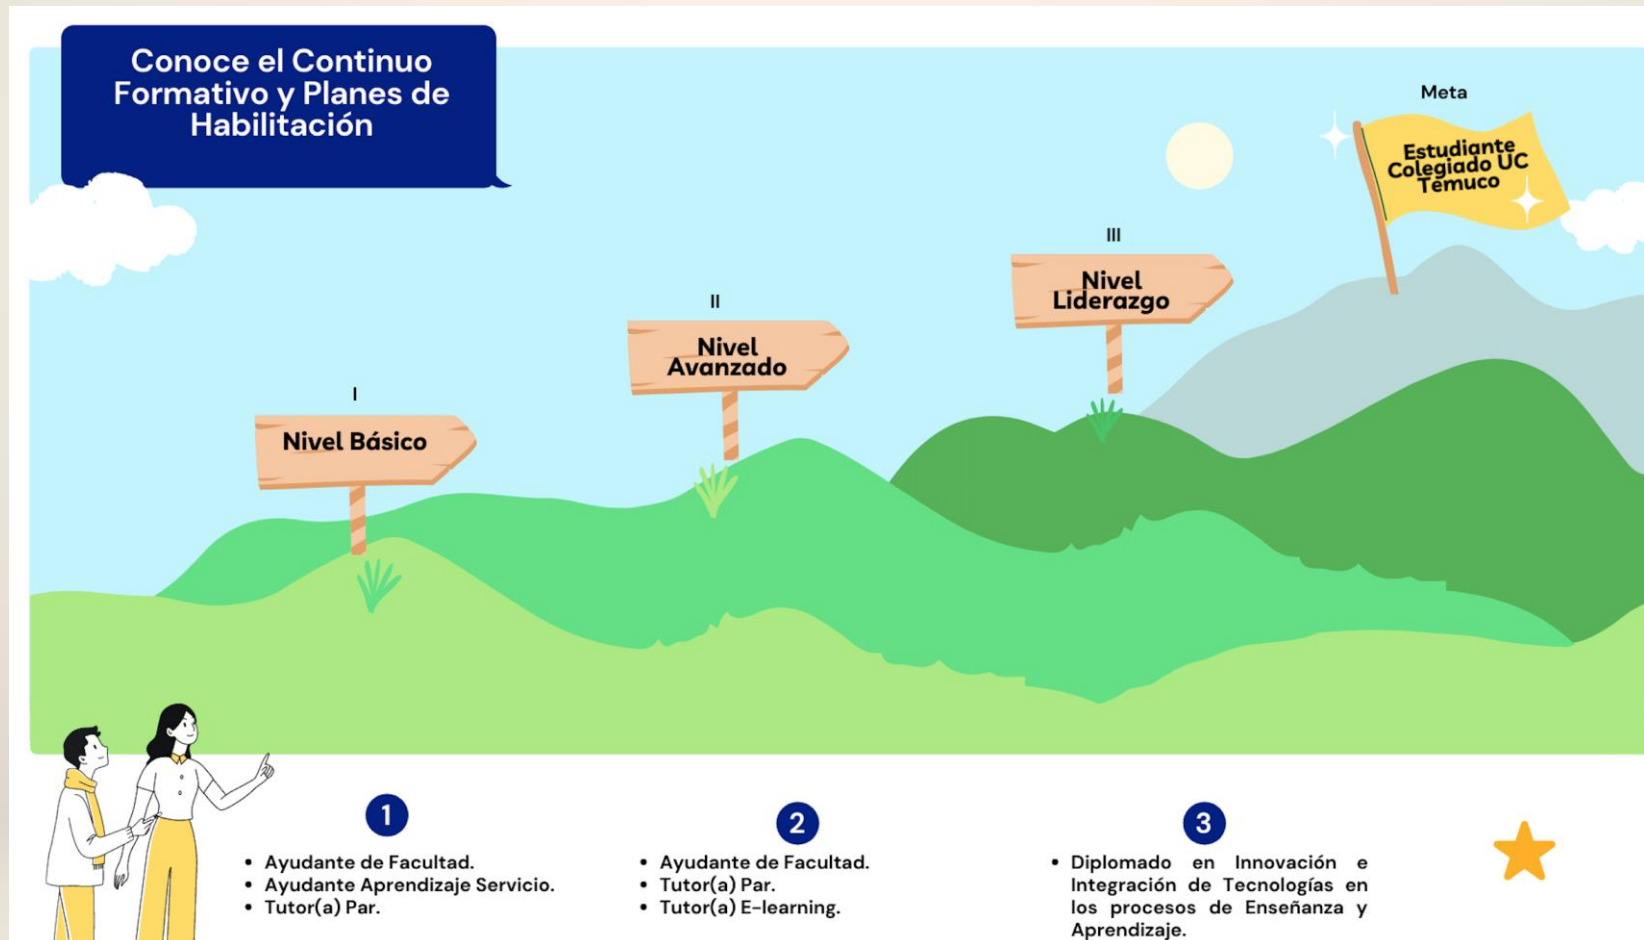 Conoce el Continuo
Formativo y Planes de
Habilitación
Meta
Estudiante
Colegiado UC
Temuco
III
Nivel
Liderazgo
II
Nivel
Avanzado
I
Nivel Básico
1
• Ayudante de Facultad.
• Ayudante Aprendizaje Servicio.
• Tutor(a) Par.
2
• Ayudante de Facultad.
• Tutor(a) Par.
• Tutor(a) E-learning.
3
• Diplomado en Innovación e
Integración de Tecnologías en
los procesos de Enseñanza y
Aprendizaje.